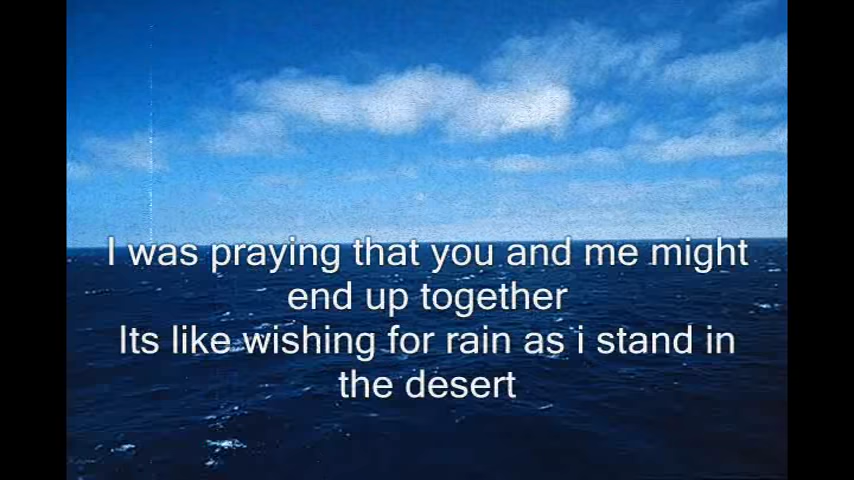 I was praying that you and me might
end up together
Its like wishing for rain as i stand in
the desert